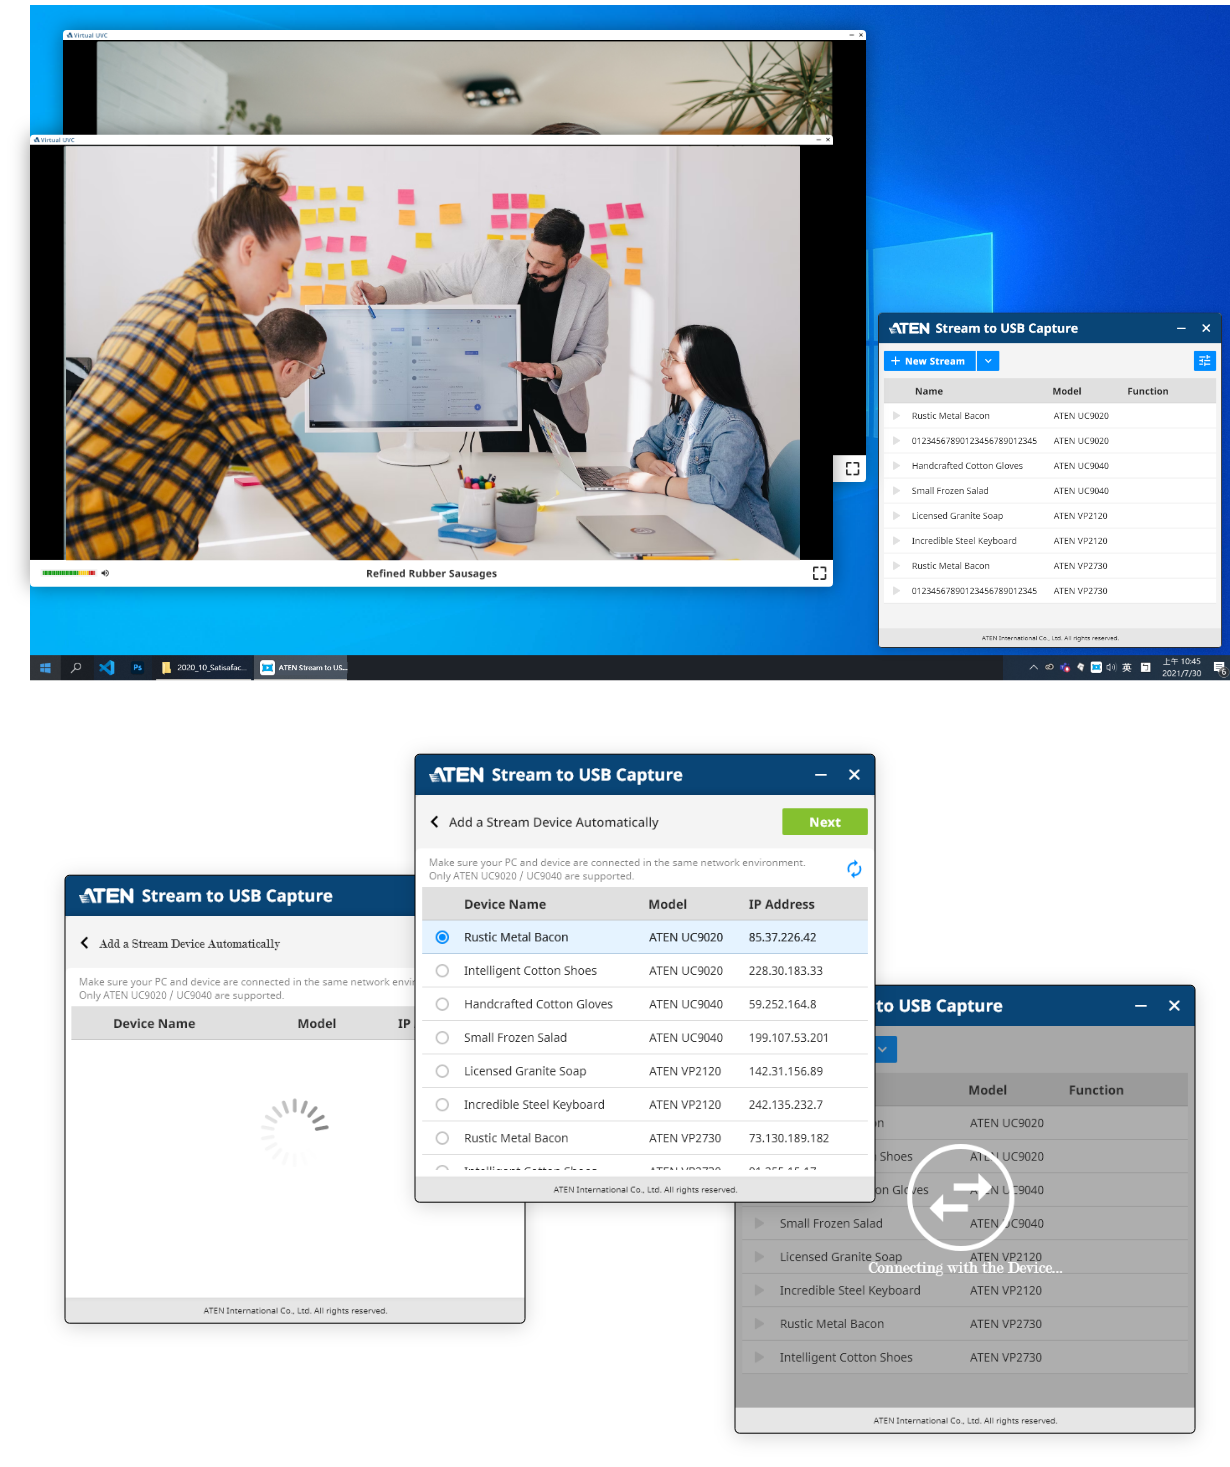 Virtual UVC
Virtual UVC
Refined Rubber Sausages
ATEN Stream to USB Capture
New Stream
Name Model Function
Rustic Metal Bacon ATEN UC9020
01234567890123456789012345 ATEN UC9020
Handcrafted Cotton Gloves ATEN UC9040
Small Frozen Salad ATEN UC9040
Licensed Granite Soap ATEN VP2120
Incredible Steel Keyboard ATEN VP2120
Rustic Metal Bacon ATEN VP2730
01234567890123456789012345 ATEN VP2730
ATEN International Co., Ltd. All rights reserved.
Ps 2020_10_Satisafac... ATEN Stream to US... 英 上午 10:45
2021/7/30 6
ATEN Stream to USB Capture
Add a Stream Device Automatically
Make sure your PC and device are connected in the same network envir
Only ATEN UC9020 / UC9040 are supported.
Device Name Model IP
ATEN International Co., Ltd. All rights reserved.
ATEN Stream to USB Capture
Add a Stream Device Automatically Next
Make sure your PC and device are connected in the same network environment.
Only ATEN UC9020 / UC9040 are supported.
Device Name Model IP Address
Rustic Metal Bacon ATEN UC9020 85.37.226.42
Intelligent Cotton Shoes ATEN UC9020 228.30.183.33
Handcrafted Cotton Gloves ATEN UC9040 59.252.164.8
Small Frozen Salad ATEN UC9040 199.107.53.201
Licensed Granite Soap ATEN VP2120 142.31.156.89
Incredible Steel Keyboard ATEN VP2120 242.135.232.7
Rustic Metal Bacon ATEN VP2730 73.130.189.182
ATEN International Co., Ltd. All rights reserved.
to USB Capture
Model Function
on ATEN UC9020
Shoes ATEN UC9020
on Gloves ATEN UC9040
Small Frozen Salad ATEN UC9040
Licensed Granite Soap ATEN VP2120
Connecting with the Device...
Incredible Steel Keyboard ATEN VP2120
Rustic Metal Bacon ATEN VP2730
Intelligent Cotton Shoes ATEN VP2730
ATEN International Co., Ltd. All rights reserved.